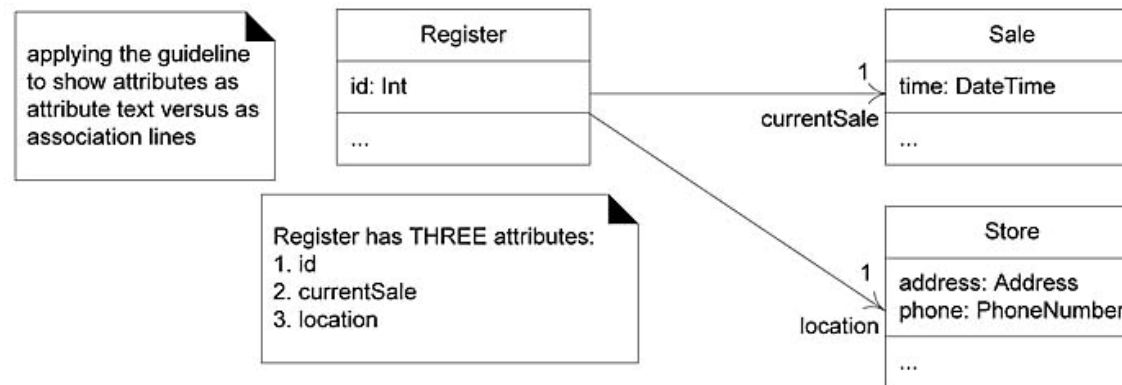 applying the guideline
to show attributes as
attribute text versus as
association lines
Register
id: Int
...
1
currentSale
Sale
time: DateTime
...
Register has THREE attributes:
1. id
2. currentSale
3. location
1
location
Store
address: Address
phone: PhoneNumber
...